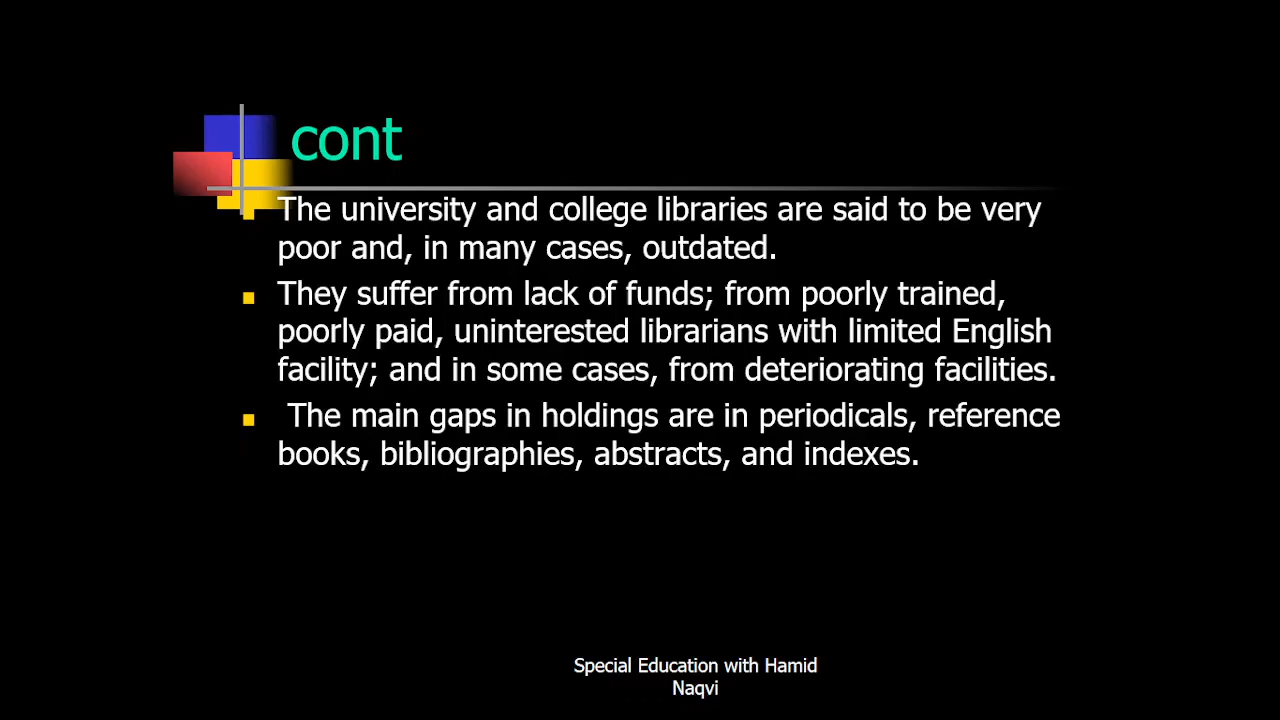 cont
The university and college libraries are said to be very
poor and, in many cases, outdated.
They suffer from lack of funds; from poorly trained,
poorly paid, uninterested librarians with limited English
facility; and in some cases, from deteriorating facilities.
The main gaps in holdings are in periodicals, reference
books, bibliographies, abstracts, and indexes.
Special Education with Hamid
Naqvi